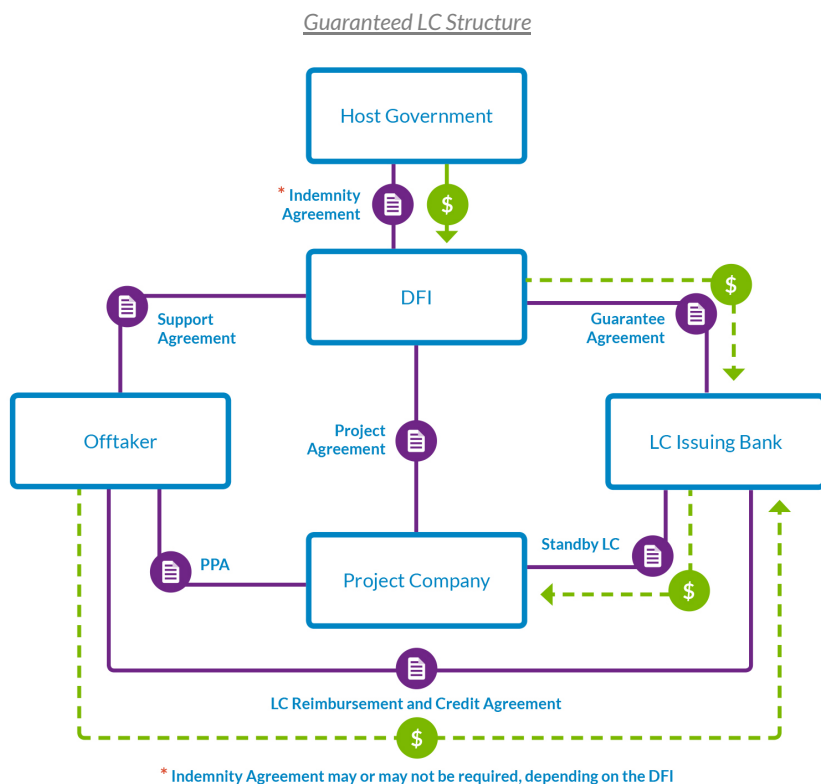 Guaranteed LC Structure
Host Government
* Indemnity
Agreement
$
DFI
$
Support
Agreement
Guarantee
Agreement
Offtaker
Project
Agreement
LC Issuing Bank
PPA
Project Company
Standby LC
$
LC Reimbursement and Credit Agreement
$
* Indemnity Agreement may or may not be required, depending on the DFI